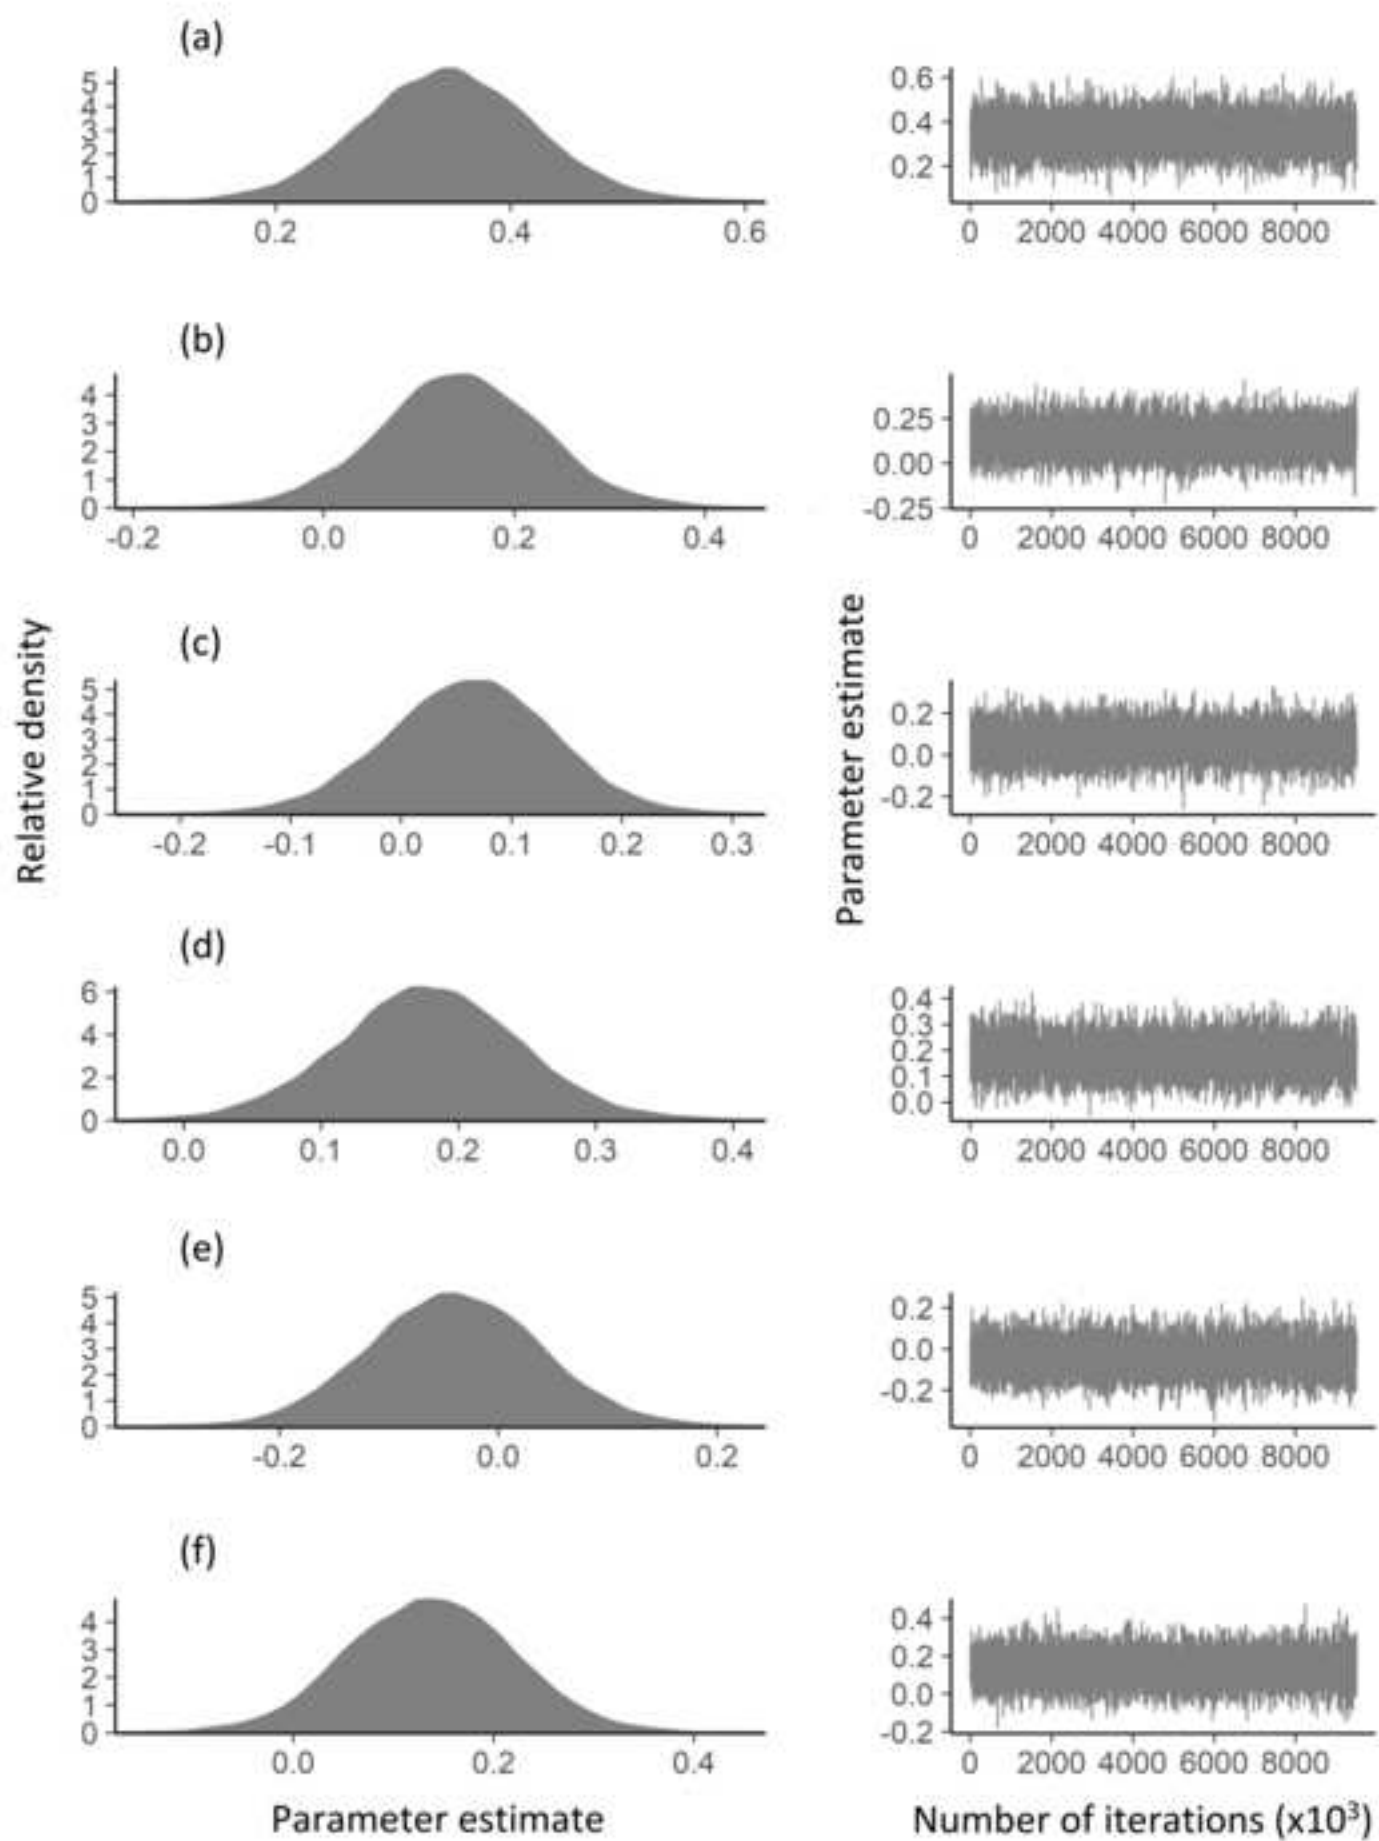 (a)
5
4
3
2
1
0
0.2 0.4 0.6
0.6
0.4
0.2
0 2000 4000 6000 8000
(b)
4
3
2
1
0
-0.2 0.0 0.2 0.4
0.25
0.00
-0.25
0 2000 4000 6000 8000
Relative density
Parameter estimate
(c)
5
4
3
2
1
0
-0.2 -0.1 0.0 0.1 0.2 0.3
0.2
0.0
-0.2
0 2000 4000 6000 8000
(d)
6
4
2
0
0.0 0.1 0.2 0.3 0.4
0.4
0.3
0.2
0.1
0.0
0 2000 4000 6000 8000
(e)
5
4
3
2
1
0
-0.2 0.0 0.2
0.2
0.0
-0.2
0 2000 4000 6000 8000
(f)
4
3
2
1
0
0.0 0.2 0.4
0.4
0.2
0.0
-0.2
0 2000 4000 6000 8000
Parameter estimate
Number of iterations (x10³)